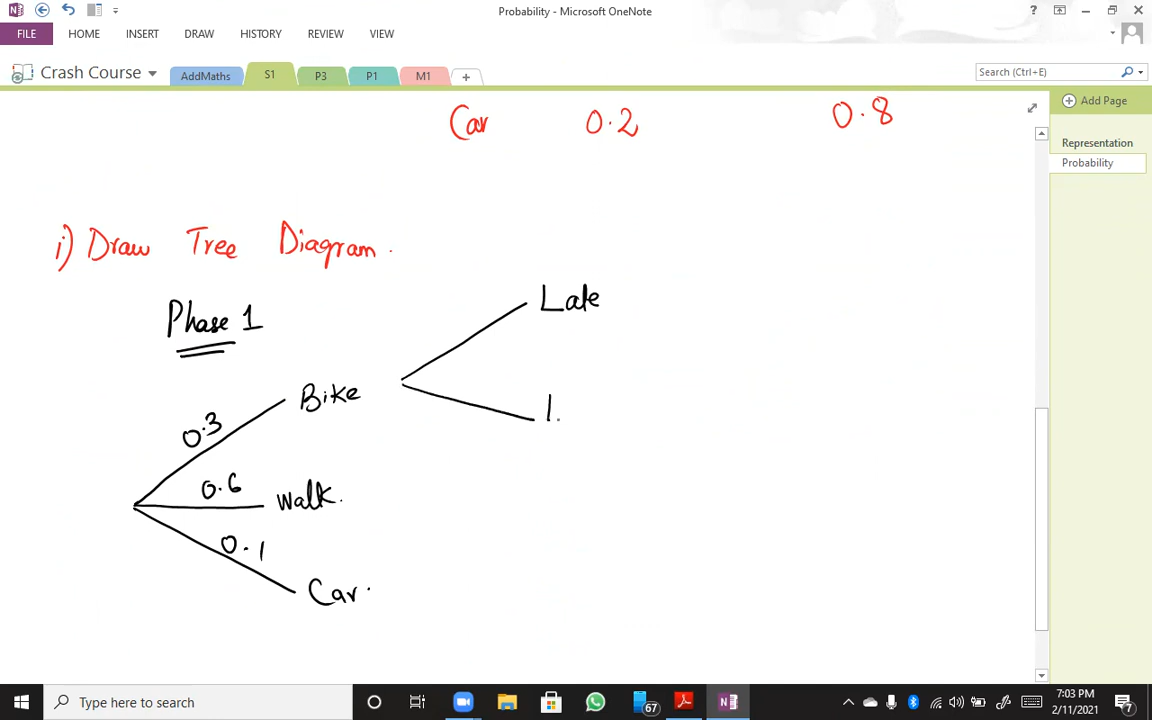 Probability - Microsoft OneNote
FILE HOME INSERT DRAW HISTORY REVIEW VIEW
Crash Course AddMaths S1 P3 P1 M1 Search (Ctrl+E)
Add Page
Representation
Probability
Car 0.2 0.8
i) Draw Tree Diagram.
Phase 1
Late
Bike
0.3
0.6 walk.
0.1
Car.
Type here to search
67
7:03 PM
2/11/2021
7